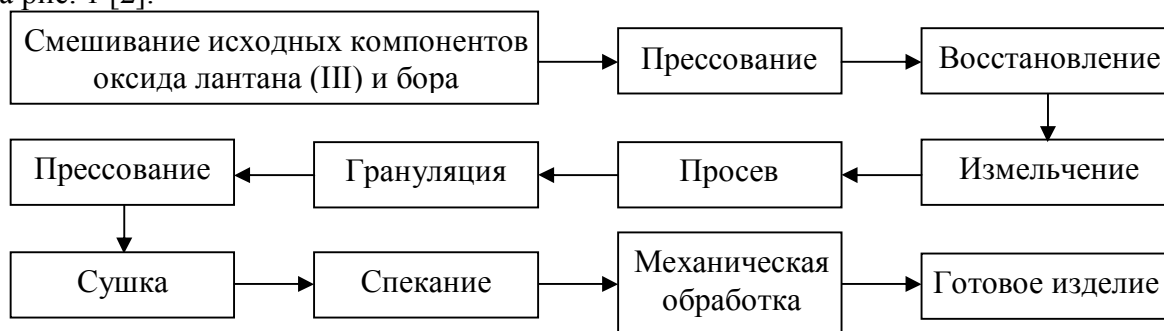 рис. 1 [2].
Смешивание исходных компонентов
оксида лантана (III) и бора
Прессование
Восстановление
Измельчение
Просев
Грануляция
Прессование
Сушка
Спекание
Механическая
обработка
Готовое изделие